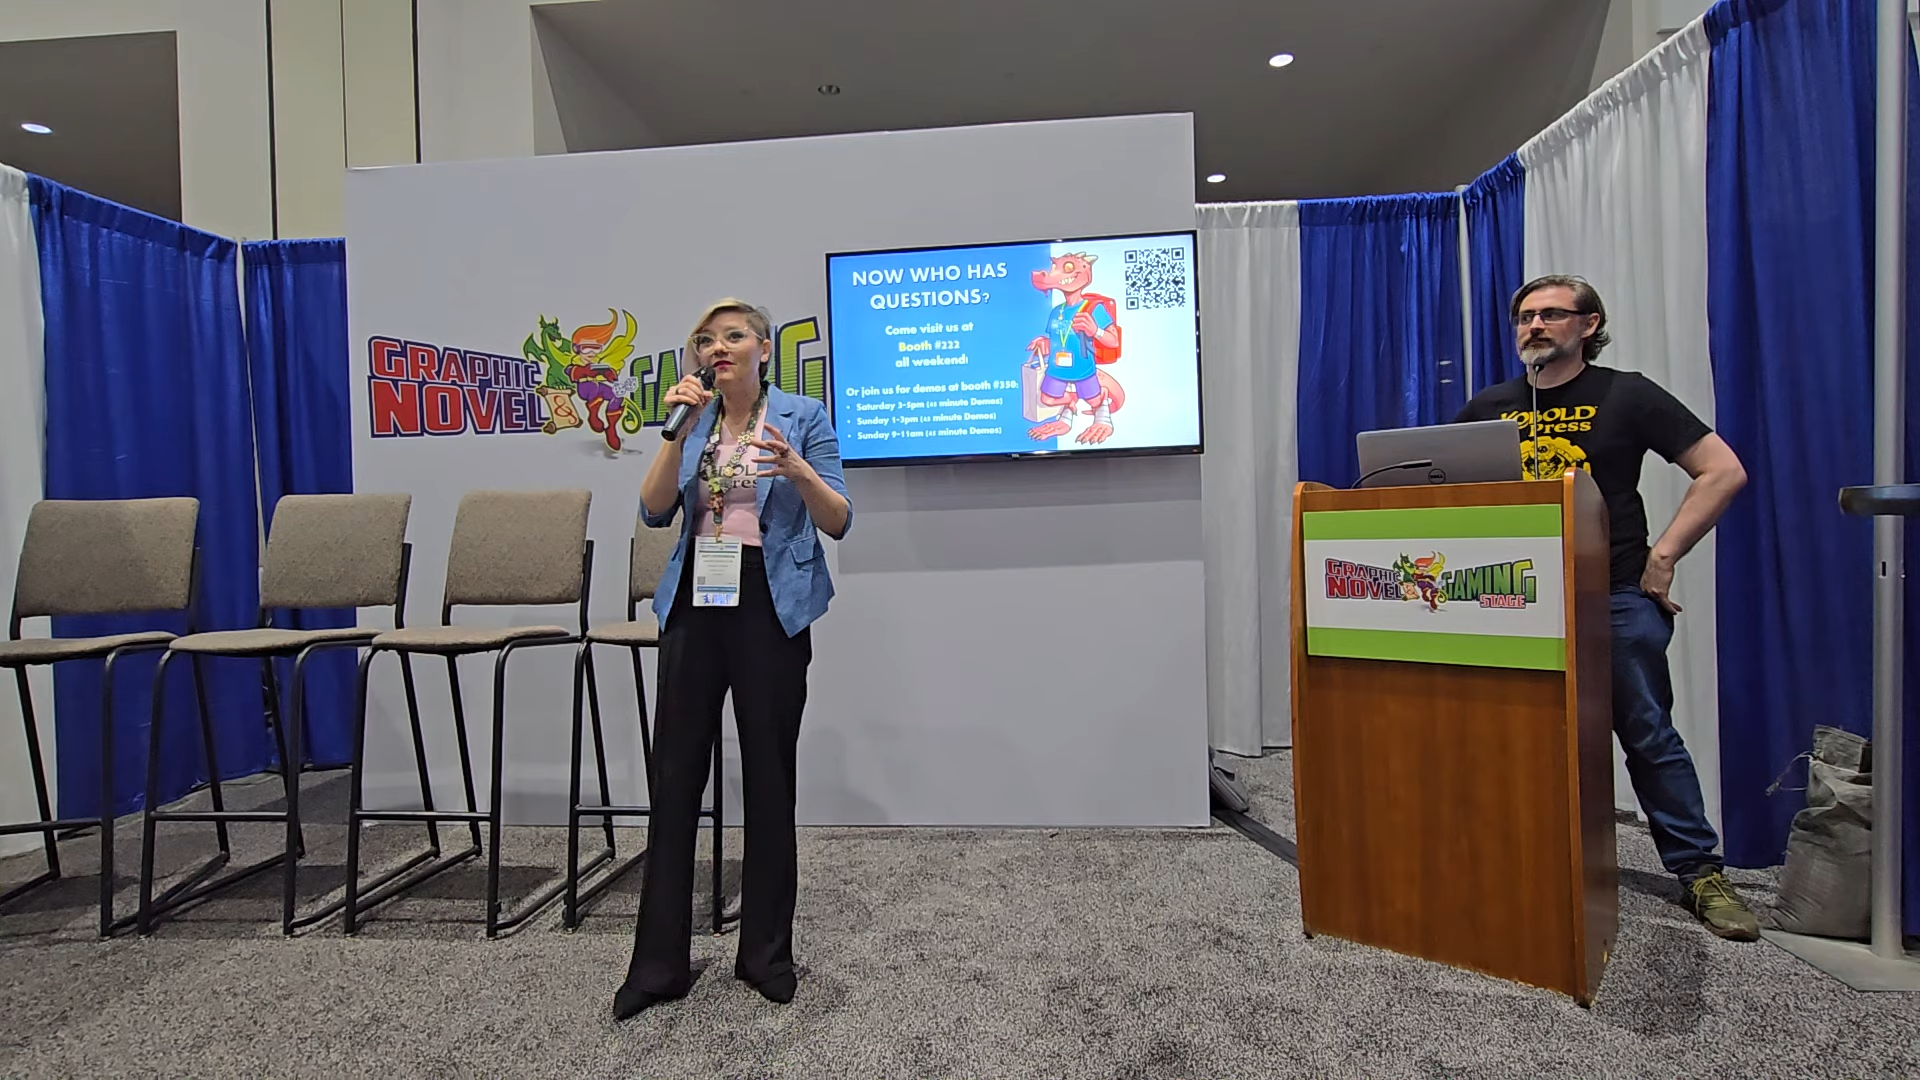 GRAPHIC
NOVEL
&
GAMING
NOW WHO HAS
QUESTIONS?
Come visit us at
Booth #222
all weekend!
Or join us for demos at booth #350:
• Saturday 3-5pm (45 minute Demos)
• Sunday 1-3pm (45 minute Demos)
• Sunday 9-11am (45 minute Demos)
KOBOLD
Press
DELL
GRAPHIC
NOVEL
GAMING
STAGE